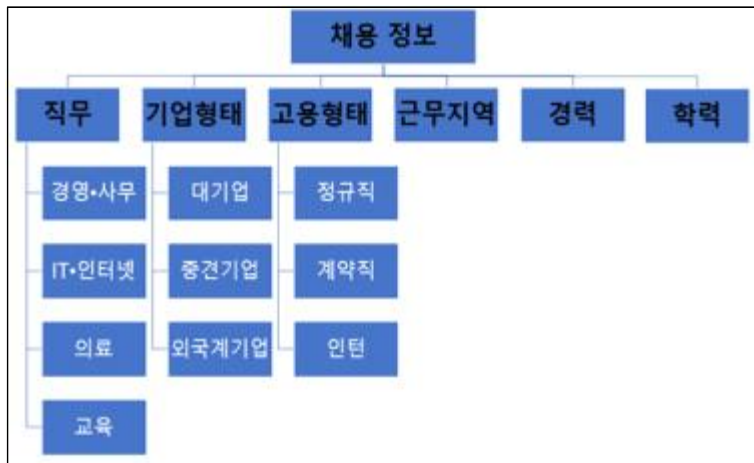 채용 정보
직무 기업형태 고용형태 근무지역 경력 학력
경영•사무 대기업 정규직
IT•인터넷 중견기업 계약직
의료 외국계기업 인턴
교육